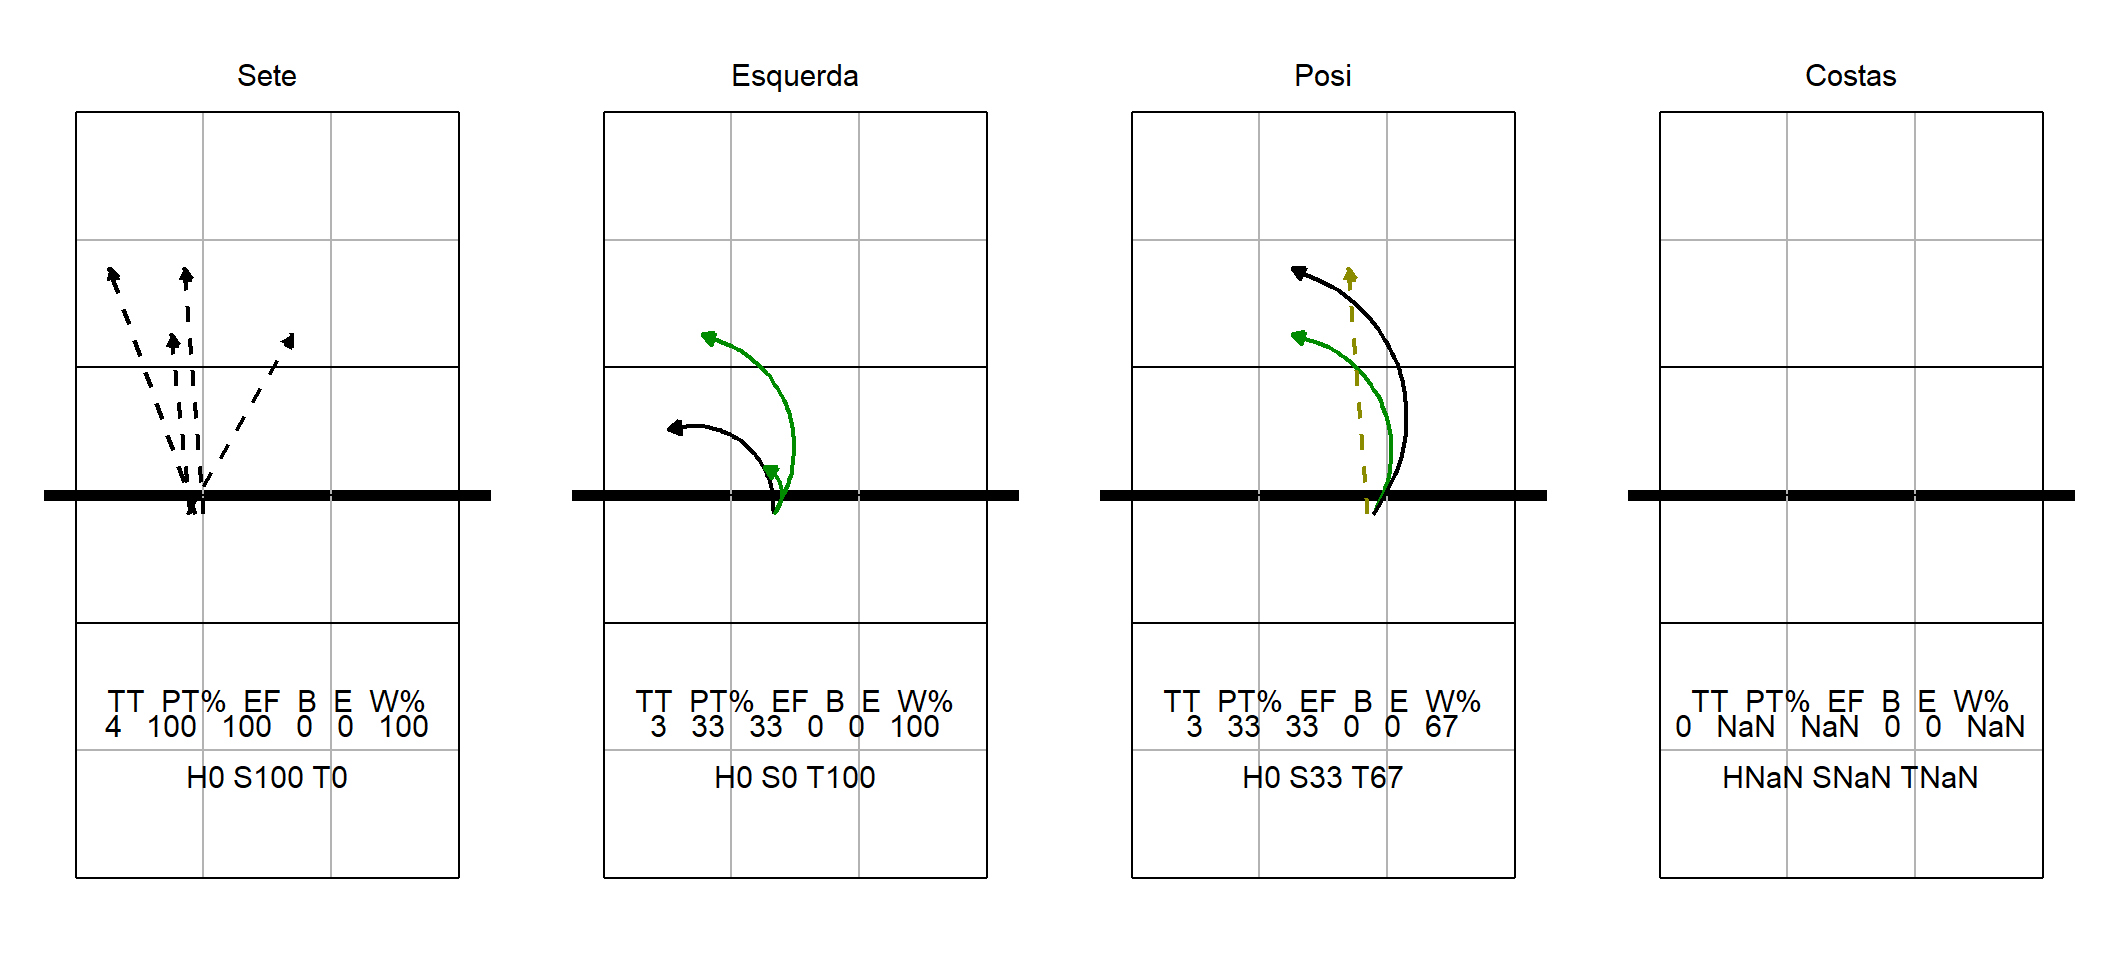 Sete
TT PT% EF B E W%
4 100 100 0 0 100
H0 S100 T0
Esquerda
TT PT% EF B E W%
3 33 33 0 0 100
H0 S0 T100
Posi
TT PT% EF B E W%
3 33 33 0 0 67
H0 S33 T67
Costas
TT PT% EF B E W%
0 NaN NaN 0 0 NaN
HNaN SNaN TNaN